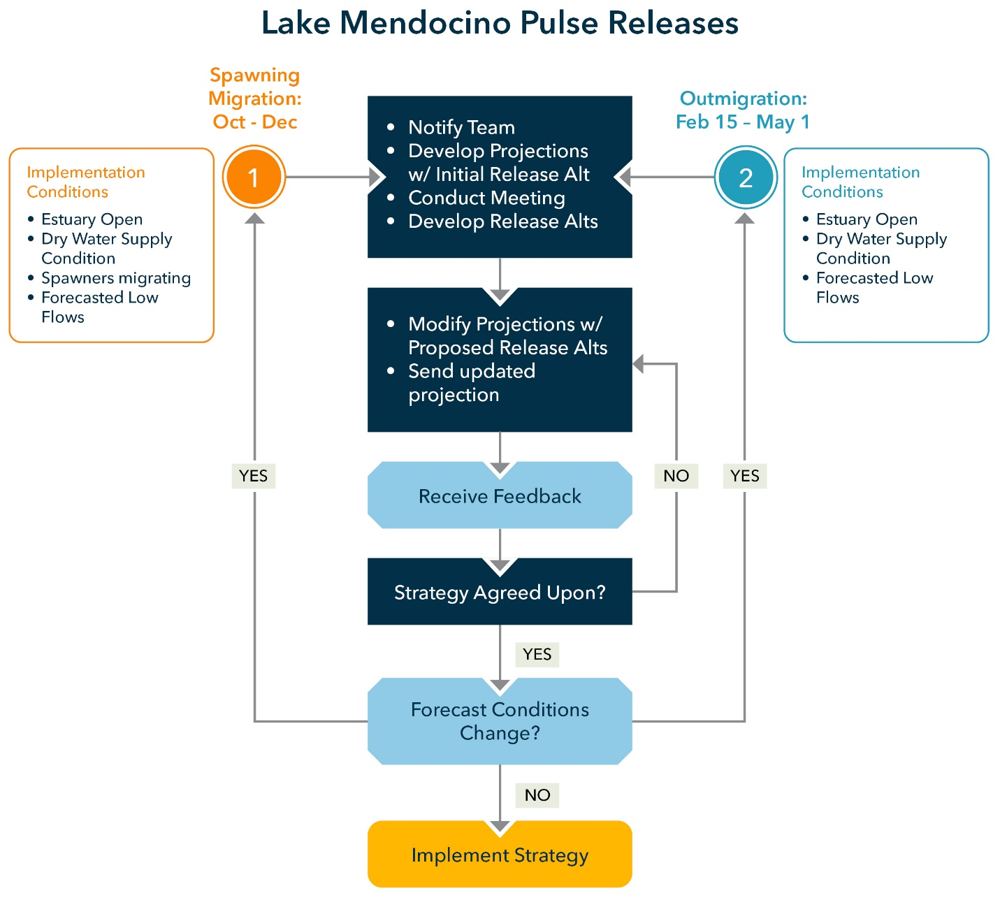 Lake Mendocino Pulse Releases
Spawning
Migration:
Oct - Dec
1
Implementation
Conditions
• Estuary Open
• Dry Water Supply
Condition
• Spawners migrating
• Forecasted Low
Flows
• Notify Team
• Develop Projections
w/ Initial Release Alt
• Conduct Meeting
• Develop Release Alts
Outmigration:
Feb 15 – May 1
2
Implementation
Conditions
• Estuary Open
• Dry Water Supply
Condition
• Forecasted Low
Flows
• Modify Projections w/
Proposed Release Alts
• Send updated
projection
YES
Receive Feedback
NO
YES
Strategy Agreed Upon?
YES
Forecast Conditions
Change?
NO
Implement Strategy